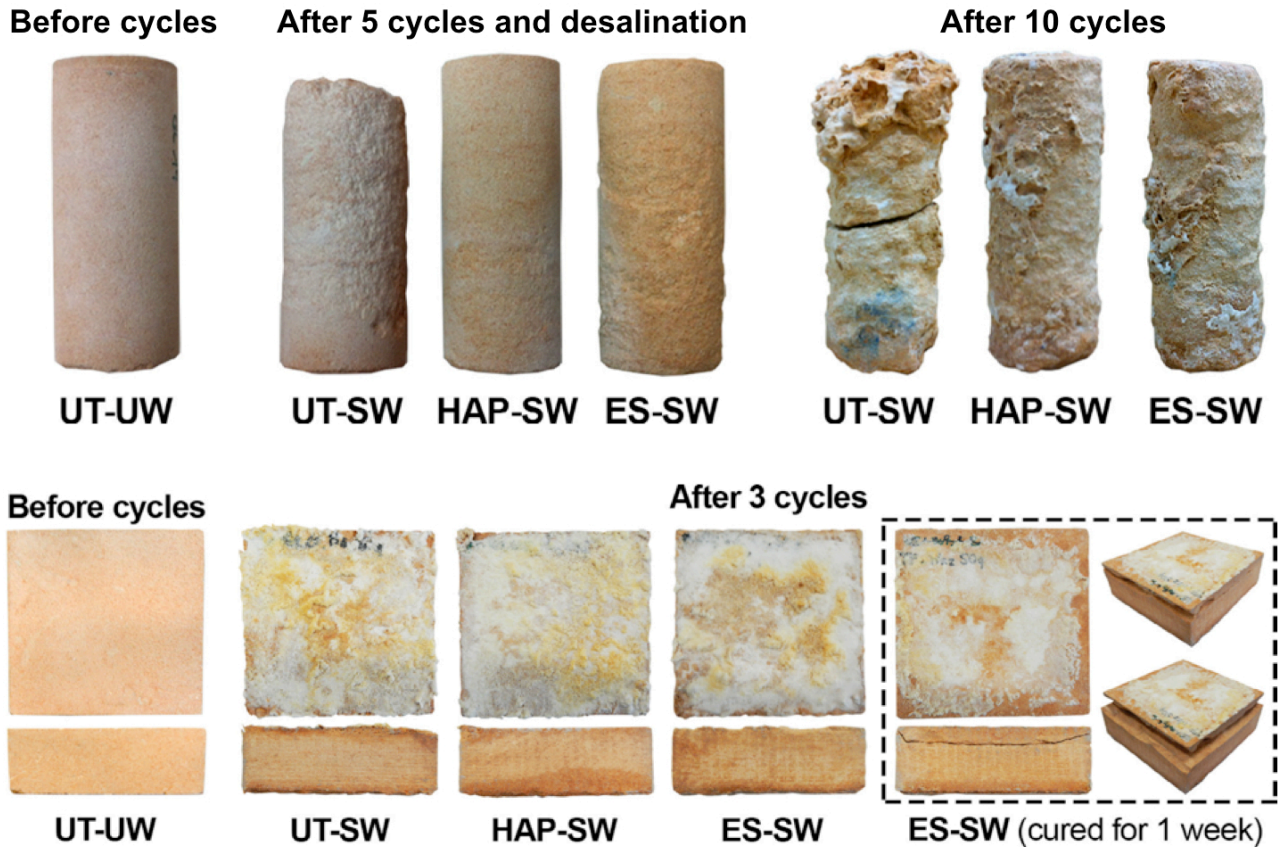 Before cycles
After 5 cycles and desalination
After 10 cycles
UT-UW
UT-SW
HAP-SW
ES-SW
UT-SW
HAP-SW
ES-SW
Before cycles
After 3 cycles
UT-UW
UT-SW
HAP-SW
ES-SW
ES-SW (cured for 1 week)